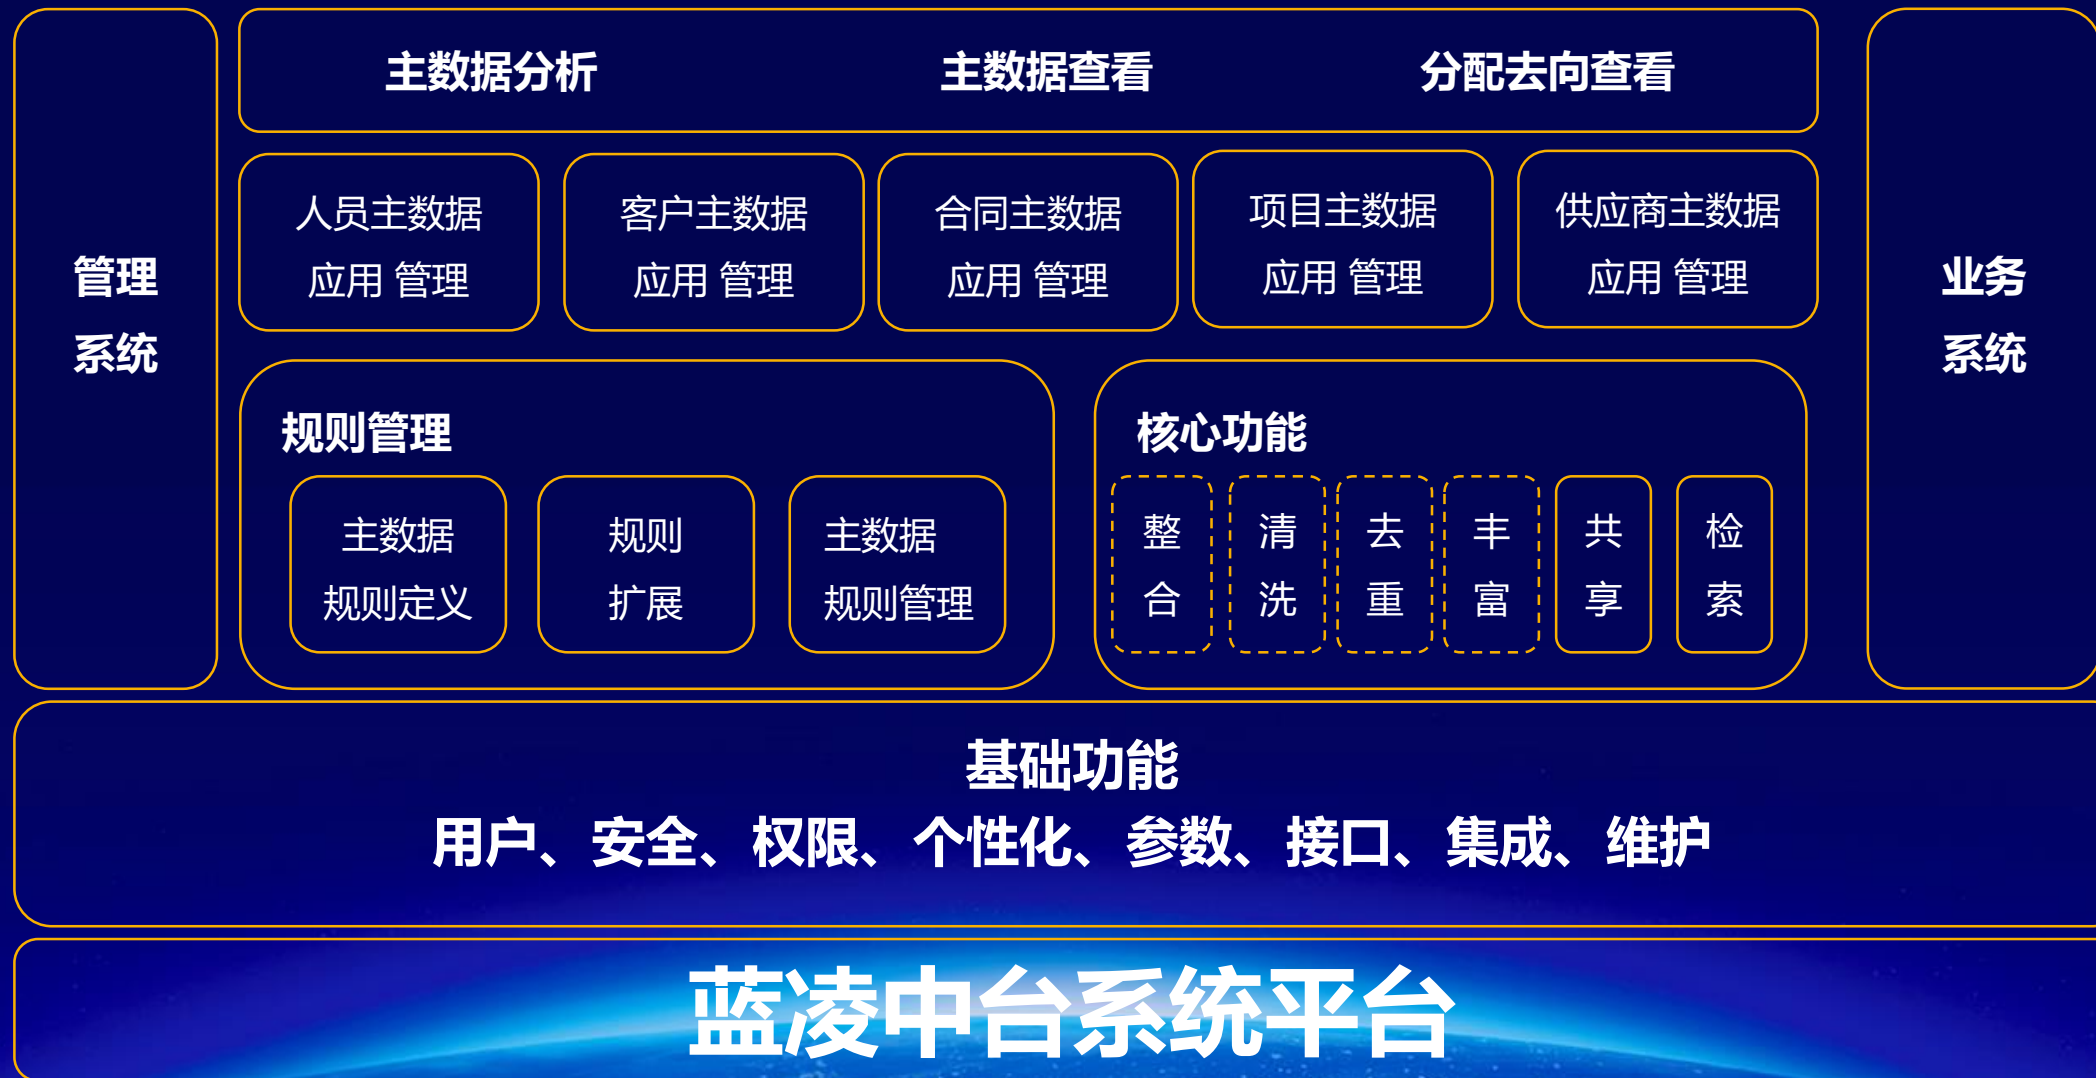 管理
系统
主数据分析
主数据查看
分配去向查看
人员主数据
应用 管理
客户主数据
应用 管理
合同主数据
应用 管理
项目主数据
应用 管理
供应商主数据
应用 管理
业务
系统
规则管理
主数据
规则定义
规则
扩展
主数据
规则管理
核心功能
整
合
清
洗
去
重
丰
富
共
享
检
索
基础功能
用户、安全、权限、个性化、参数、接口、集成、维护
蓝凌中台系统平台